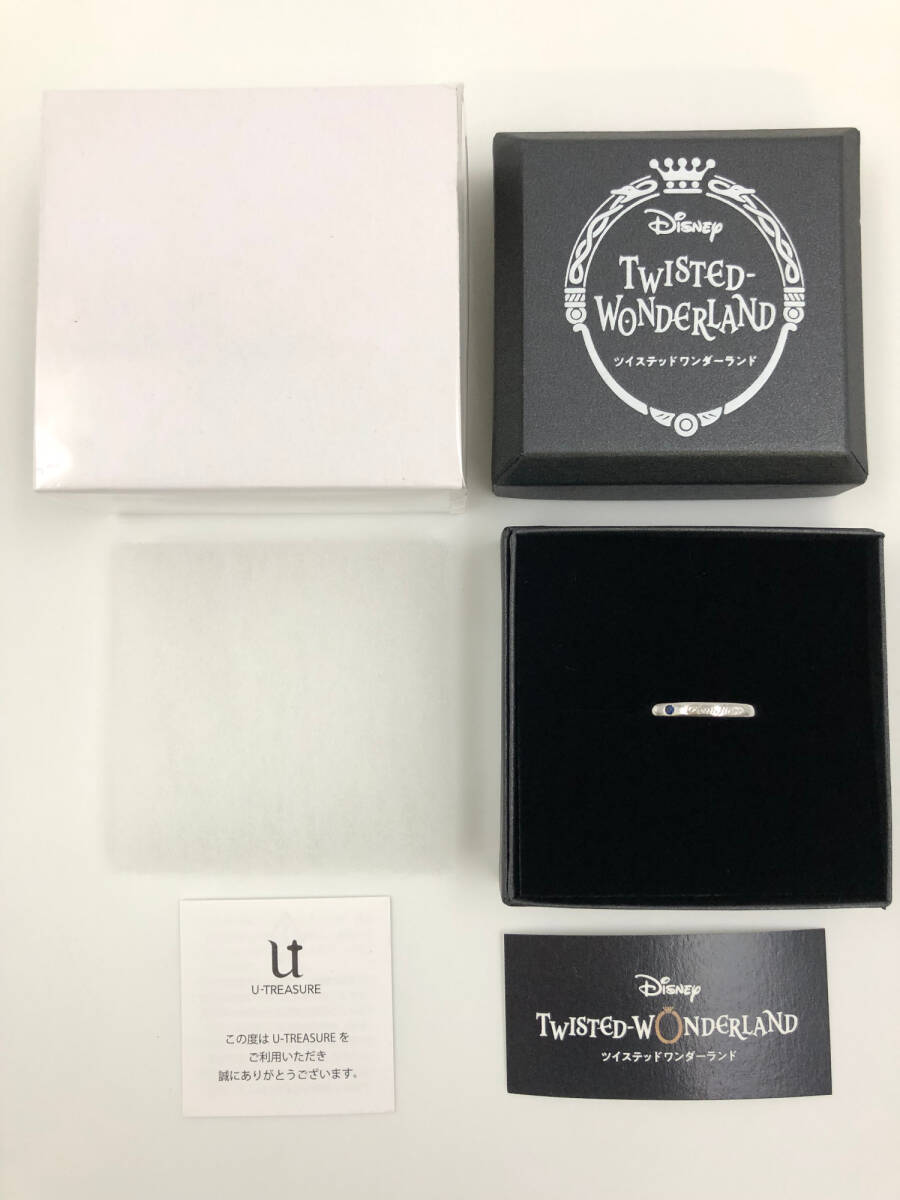 Disney
TWISTED-
WONDERLAND
ツイステッドワンダーランド
ut
U-TREASURE
この度は U-TREASURE を
ご利用いただき
誠にありがとうございます。
Disney
TWISTED-WONDERLAND
ツイステッドワンダーランド